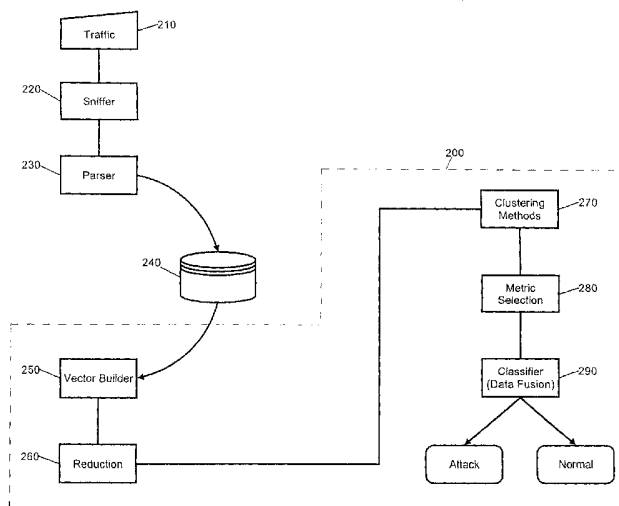 Traffic
210
220
Sniffer
230
Parser
200
Clustering
Methods
270
240
Metric
Selection
280
250
Vector Builder
Classifier
(Data Fusion)
290
260
Reduction
Attack
Normal